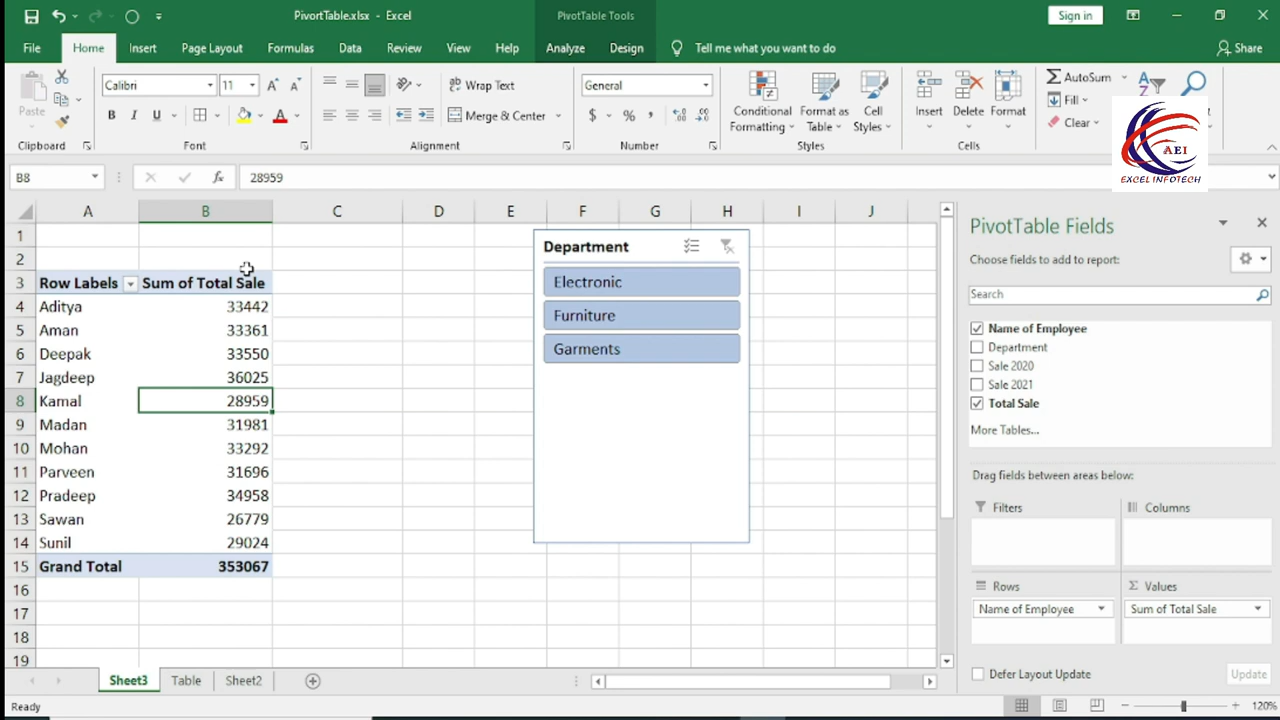 PivortTable.xlsx - Excel
PivotTable Tools
Sign in
File Home Insert Page Layout Formulas Data Review View Help Analyze Design Tell me what you want to do Share
Paste
Calibri 11
B I U A
Wrap Text
Merge & Center
General
$ % ,
Conditional Formatting
Format as Table
Cell Styles
Insert Delete Format
AutoSum
Fill
Clear
Clipboard Font Alignment Number Styles Cells
AEI
EXCEL INFOTECH
B8 fx 28959
A B C D E F G H I J
1
2
3 Row Labels Sum of Total Sale
4 Aditya 33442
5 Aman 33361
6 Deepak 33550
7 Jagdeep 36025
8 Kamal 28959
9 Madan 31981
10 Mohan 33292
11 Parveen 31696
12 Pradeep 34958
13 Sawan 26779
14 Sunil 29024
15 Grand Total 353067
16
17
18
19
Department
Electronic
Furniture
Garments
PivotTable Fields
Choose fields to add to report:
Search
Name of Employee
Department
Sale 2020
Sale 2021
Total Sale
More Tables...
Drag fields between areas below:
Filters Columns
Rows Σ Values
Name of Employee Sum of Total Sale
Defer Layout Update Update
Sheet3 Table Sheet2
Ready 120%